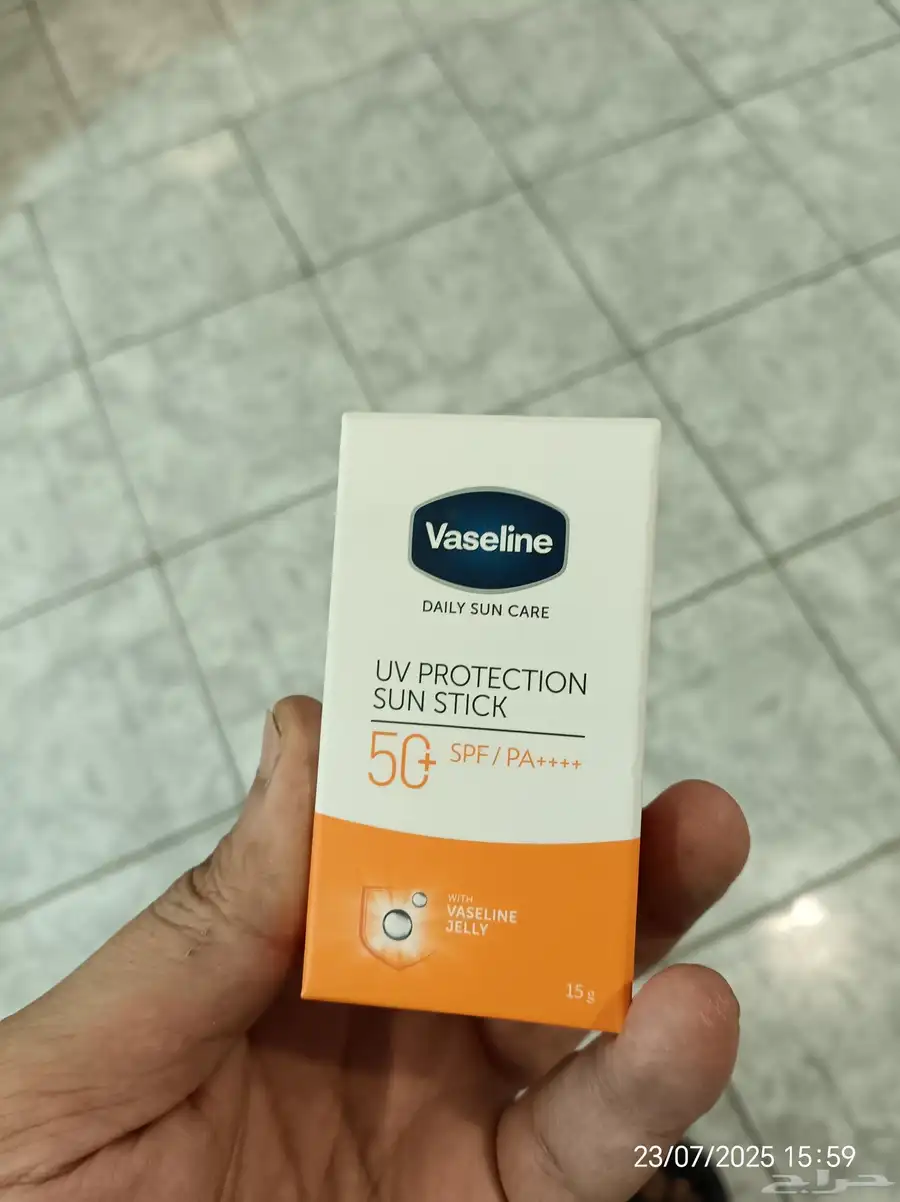 Vaseline
DAILY SUN CARE
UV PROTECTION
SUN STICK
50+ SPF / PA++++
WITH
VASELINE
JELLY
15 g
23/07/2025 15:59
حراج